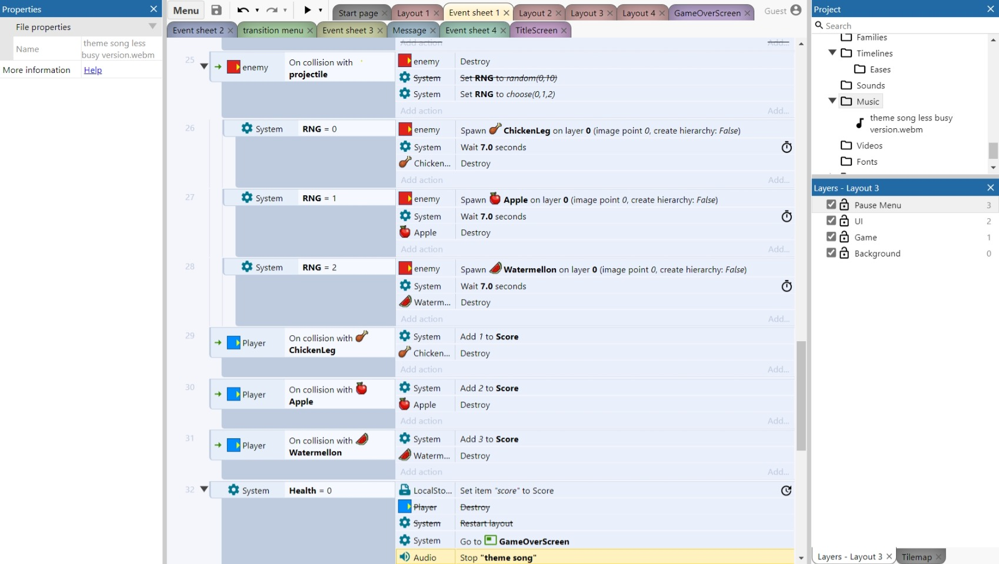 Properties
File properties
Name
theme song less
busy version.webm
More information
Help
Menu
Start page
Layout 1
Event sheet 1
Layout 2
Layout 3
Layout 4
GameOverScreen
Guest
Event sheet 2
transition menu
Event sheet 3
Message
Event sheet 4
TitleScreen
Add action
Add...
25
enemy
On collision with
projectile
enemy
Destroy
System
Set RNG to random(0,10)
System
Set RNG to choose(0,1,2)
Add action
Add...
26
System
RNG = 0
enemy
Spawn ChickenLeg on layer 0 (image point 0, create hierarchy: False)
System
Wait 7.0 seconds
Chicken...
Destroy
Add action
Add...
27
System
RNG = 1
enemy
Spawn Apple on layer 0 (image point 0, create hierarchy: False)
System
Wait 7.0 seconds
Apple
Destroy
Add action
Add...
28
System
RNG = 2
enemy
Spawn Watermellon on layer 0 (image point 0, create hierarchy: False)
System
Wait 7.0 seconds
Waterm...
Destroy
Add action
Add...
29
Player
On collision with
ChickenLeg
System
Add 1 to Score
Chicken...
Destroy
Add action
Add...
30
Player
On collision with
Apple
System
Add 2 to Score
Apple
Destroy
Add action
Add...
31
Player
On collision with
Watermellon
System
Add 3 to Score
Waterm...
Destroy
Add action
Add...
32
System
Health = 0
LocalSto...
Set item "score" to Score
Player
Destroy
System
Restart layout
System
Go to GameOverScreen
Audio
Stop "theme song"
Project
Search
Families
Timelines
Eases
Sounds
Music
theme song less busy
version.webm
Videos
Fonts
Layers - Layout 3
Pause Menu
3
UI
2
Game
1
Background
0
Layers - Layout 3
Tilemap